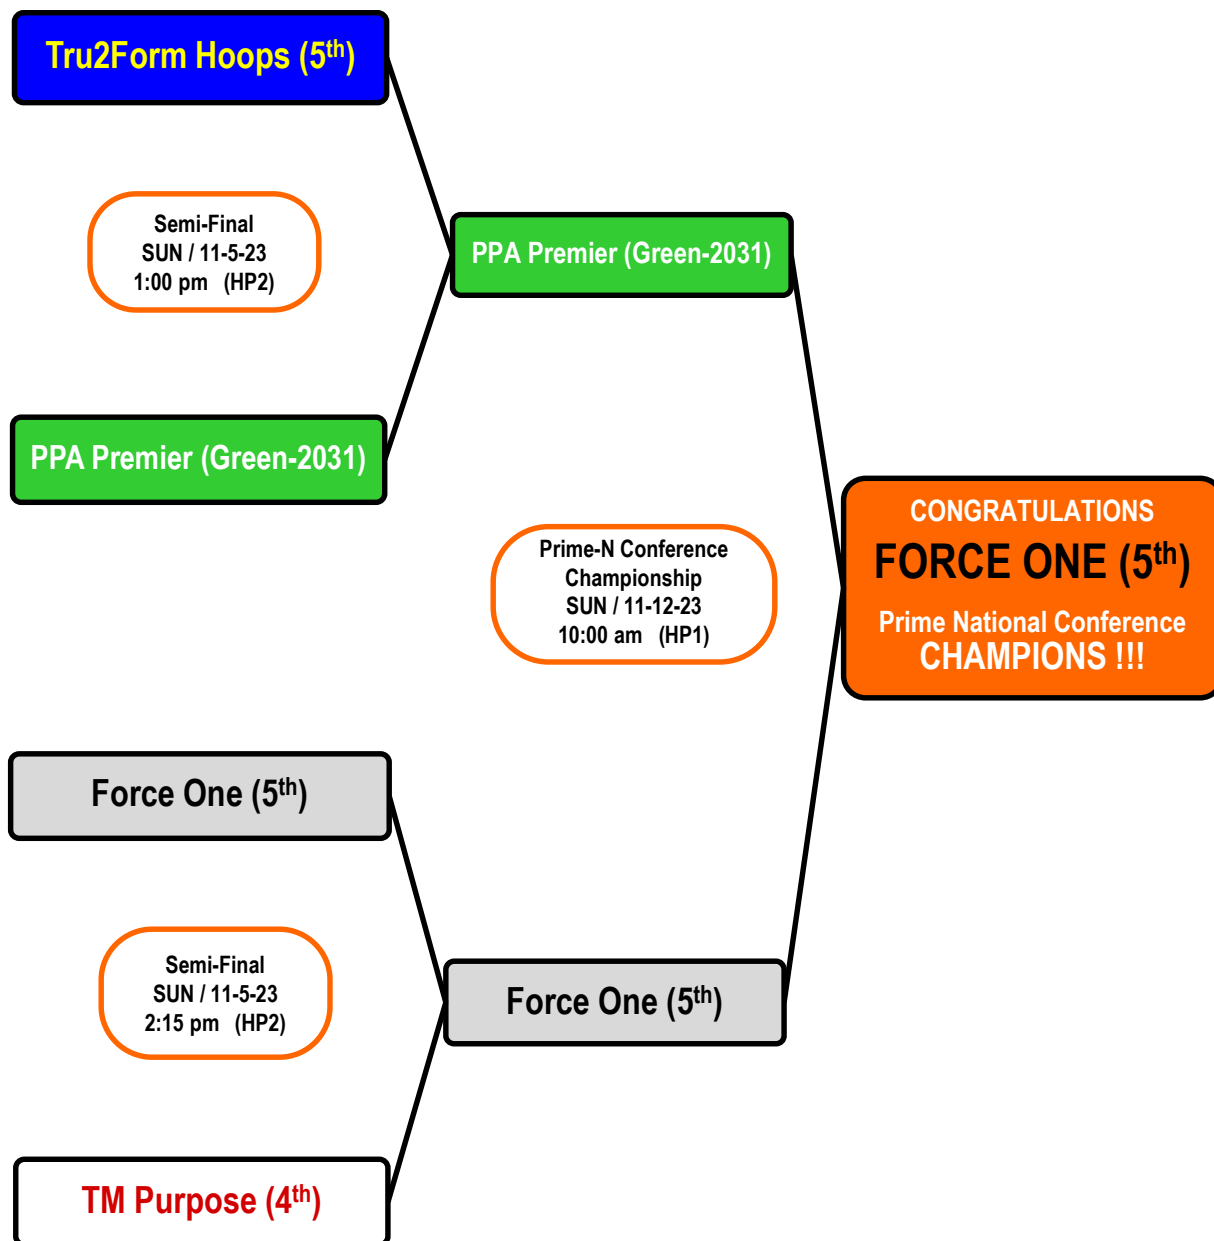 Tru2Form Hoops (5th)
Semi-Final
SUN / 11-5-23
1:00 pm (HP2)
PPA Premier (Green-2031)
PPA Premier (Green-2031)
Prime-N Conference
Championship
SUN / 11-12-23
10:00 am (HP1)
CONGRATULATIONS
FORCE ONE (5th)
Prime National Conference
CHAMPIONS !!!
Force One (5th)
Semi-Final
SUN / 11-5-23
2:15 pm (HP2)
Force One (5th)
TM Purpose (4th)